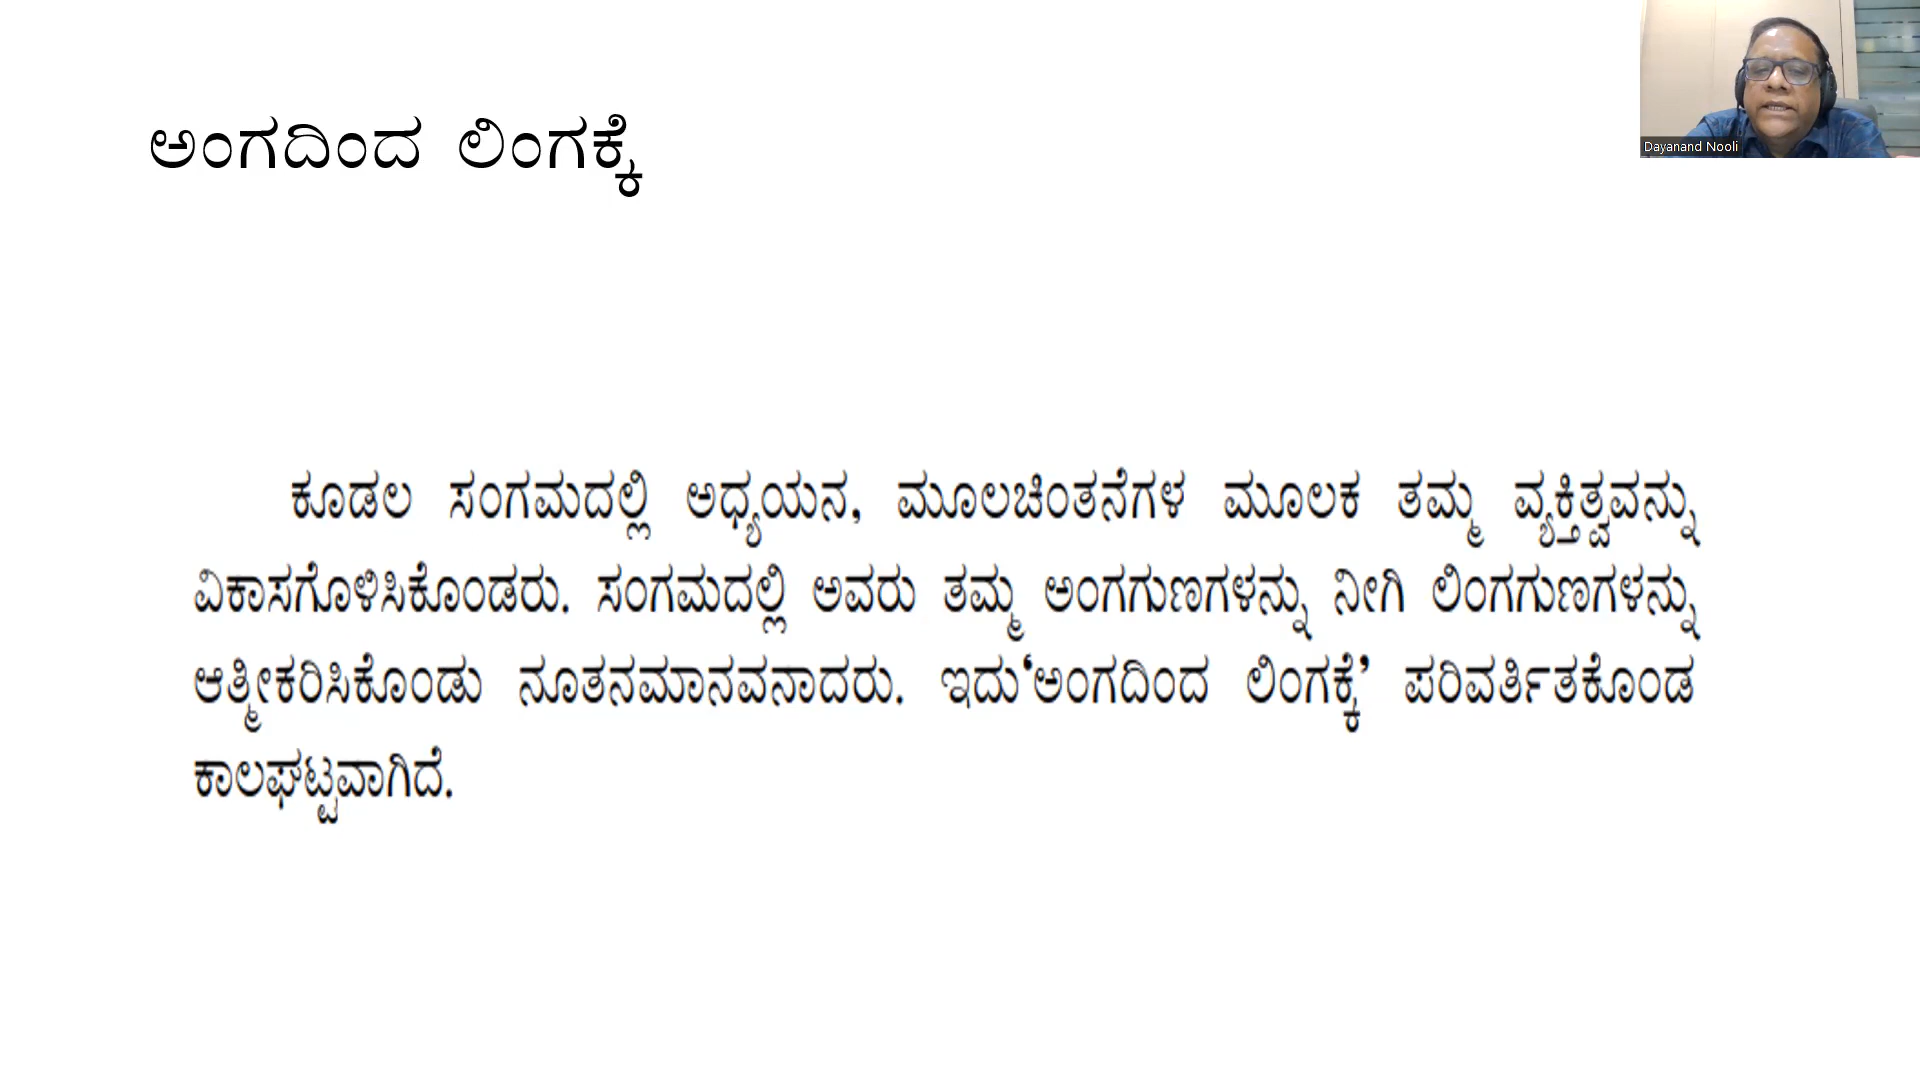 ಅಂಗದಿಂದ ಲಿಂಗಕ್ಕೆ
Dayanand Nooli
ಕೂಡಲ ಸಂಗಮದಲ್ಲಿ ಅಧ್ಯಯನ, ಮೂಲಚಿಂತನೆಗಳ ಮೂಲಕ ತಮ್ಮ ವ್ಯಕ್ತಿತ್ವವನ್ನು
ವಿಕಾಸಗೊಳಿಸಿಕೊಂಡರು. ಸಂಗಮದಲ್ಲಿ ಅವರು ತಮ್ಮ ಅಂಗಗುಣಗಳನ್ನು ನೀಗಿ ಲಿಂಗಗುಣಗಳನ್ನು
ಆತ್ಮೀಕರಿಸಿಕೊಂಡು ನೂತನಮಾನವನಾದರು. ಇದು‘ಅಂಗದಿಂದ ಲಿಂಗಕ್ಕೆ’ ಪರಿವರ್ತಿತಕೊಂಡ
ಕಾಲಘಟ್ಟವಾಗಿದೆ.